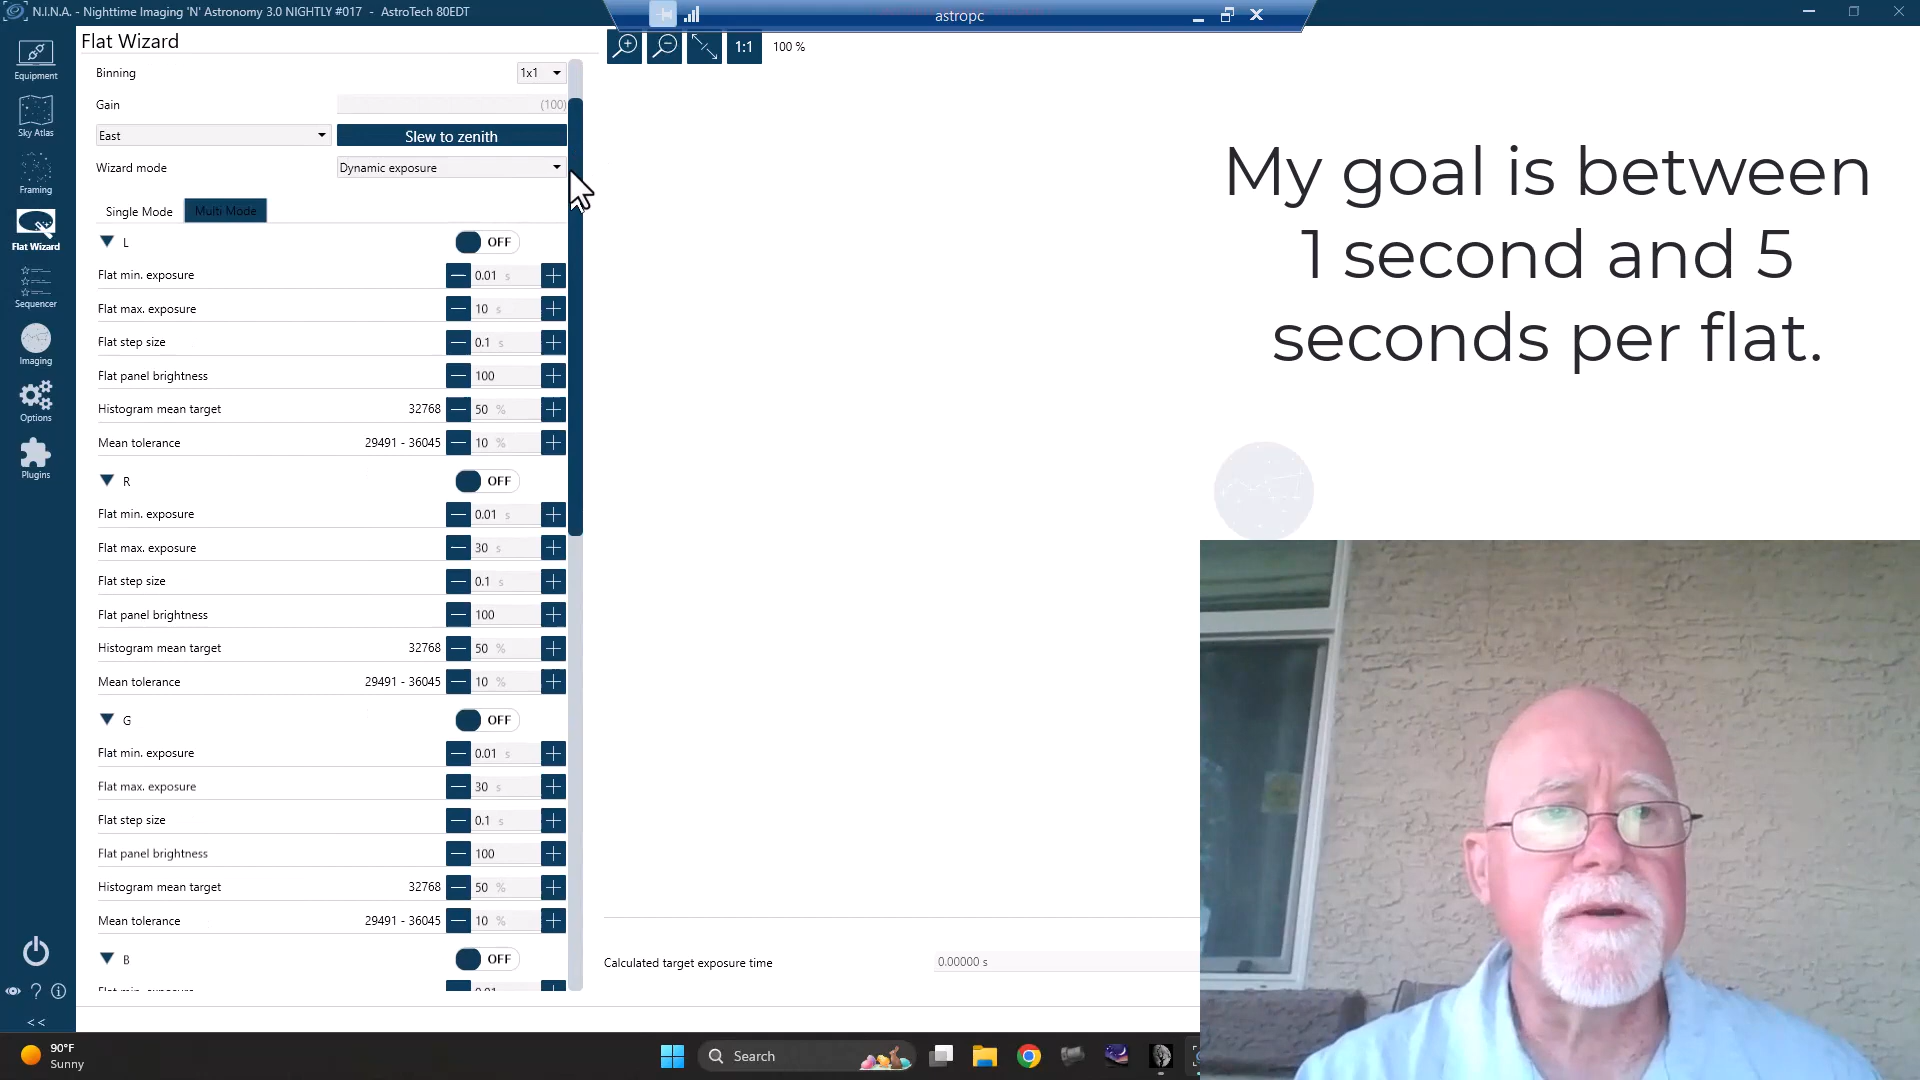 N.I.N.A. - Nighttime Imaging 'N' Astronomy 3.0 NIGHTLY #017 - AstroTech 80EDT
astropc
Equipment
Sky Atlas
Framing
Flat Wizard
Sequencer
Imaging
Options
Plugins
<<
Flat Wizard
Binning 1x1
Gain (100)
East Slew to zenith
Wizard mode Dynamic exposure
Single Mode Multi Mode
L OFF
Flat min. exposure 0.01 s
Flat max. exposure 10 s
Flat step size 0.1 s
Flat panel brightness 100
Histogram mean target 32768 50 %
Mean tolerance 29491 - 36045 10 %
R OFF
Flat min. exposure 0.01 s
Flat max. exposure 30 s
Flat step size 0.1 s
Flat panel brightness 100
Histogram mean target 32768 50 %
Mean tolerance 29491 - 36045 10 %
G OFF
Flat min. exposure 0.01 s
Flat max. exposure 30 s
Flat step size 0.1 s
Flat panel brightness 100
Histogram mean target 32768 50 %
Mean tolerance 29491 - 36045 10 %
B OFF
1:1 100 %
My goal is between
1 second and 5
seconds per flat.
Calculated target exposure time 0.00000 s
90°F
Sunny
Search